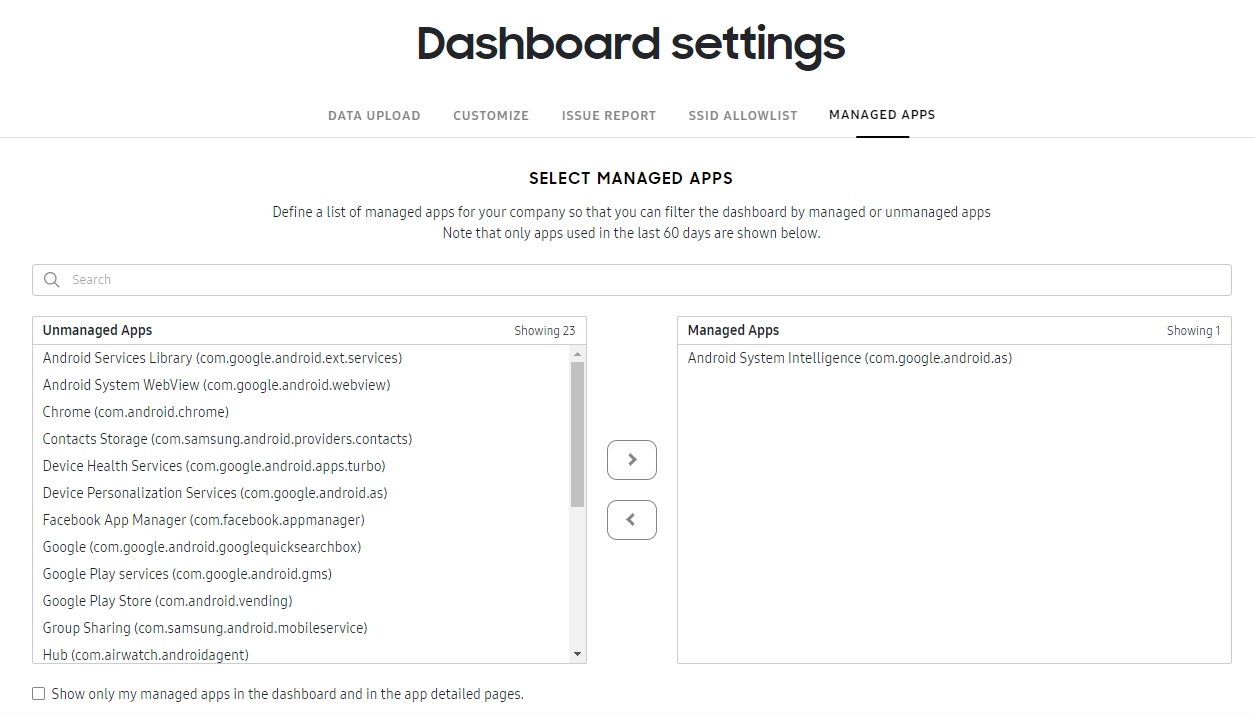 Dashboard settings
DATA UPLOAD CUSTOMIZE ISSUE REPORT SSID ALLOWLIST MANAGED APPS
SELECT MANAGED APPS
Define a list of managed apps for your company so that you can filter the dashboard by managed or unmanaged apps
Note that only apps used in the last 60 days are shown below.
Search
Unmanaged Apps Showing 23
Android Services Library (com.google.android.ext.services)
Android System WebView (com.google.android.webview)
Chrome (com.android.chrome)
Contacts Storage (com.samsung.android.providers.contacts)
Device Health Services (com.google.android.apps.turbo)
Device Personalization Services (com.google.android.as)
Facebook App Manager (com.facebook.appmanager)
Google (com.google.android.googlequicksearchbox)
Google Play services (com.google.android.gms)
Google Play Store (com.android.vending)
Group Sharing (com.samsung.android.mobileservice)
Hub (com.airwatch.androidagent)
Managed Apps Showing 1
Android System Intelligence (com.google.android.as)
Show only my managed apps in the dashboard and in the app detailed pages.